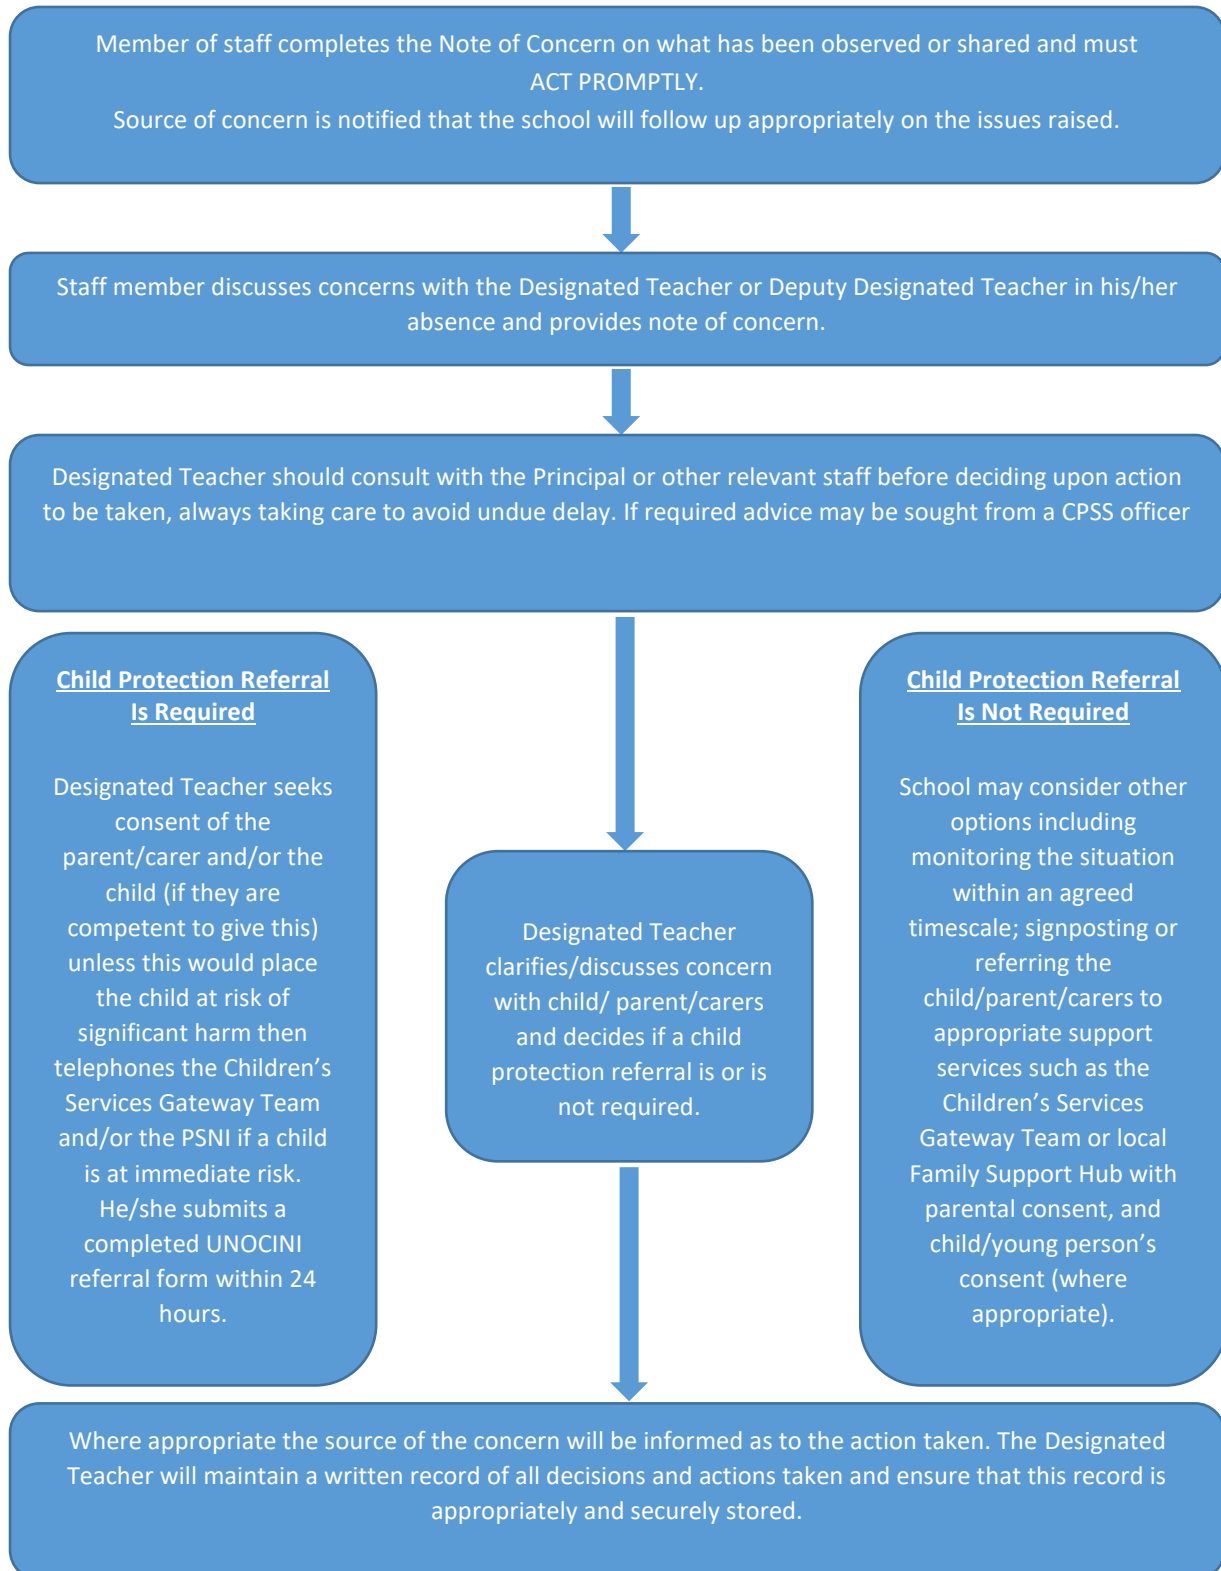 Member of staff completes the Note of Concern on what has been observed or shared and must
ACT PROMPTLY.
Source of concern is notified that the school will follow up appropriately on the issues raised.
Staff member discusses concerns with the Designated Teacher or Deputy Designated Teacher in his/her
absence and provides note of concern.
Designated Teacher should consult with the Principal or other relevant staff before deciding upon action
to be taken, always taking care to avoid undue delay. If required advice may be sought from a CPSS officer
Child Protection Referral
Is Required
Designated Teacher seeks
consent of the
parent/carer and/or the
child (if they are
competent to give this)
unless this would place
the child at risk of
significant harm then
telephones the Children’s
Services Gateway Team
and/or the PSNI if a child
is at immediate risk.
He/she submits a
completed UNOCINI
referral form within 24
hours.
Designated Teacher
clarifies/discusses concern
with child/ parent/carers
and decides if a child
protection referral is or is
not required.
Child Protection Referral
Is Not Required
School may consider other
options including
monitoring the situation
within an agreed
timescale; signposting or
referring the
child/parent/carers to
appropriate support
services such as the
Children’s Services
Gateway Team or local
Family Support Hub with
parental consent, and
child/young person’s
consent (where
appropriate).
Where appropriate the source of the concern will be informed as to the action taken. The Designated
Teacher will maintain a written record of all decisions and actions taken and ensure that this record is
appropriately and securely stored.